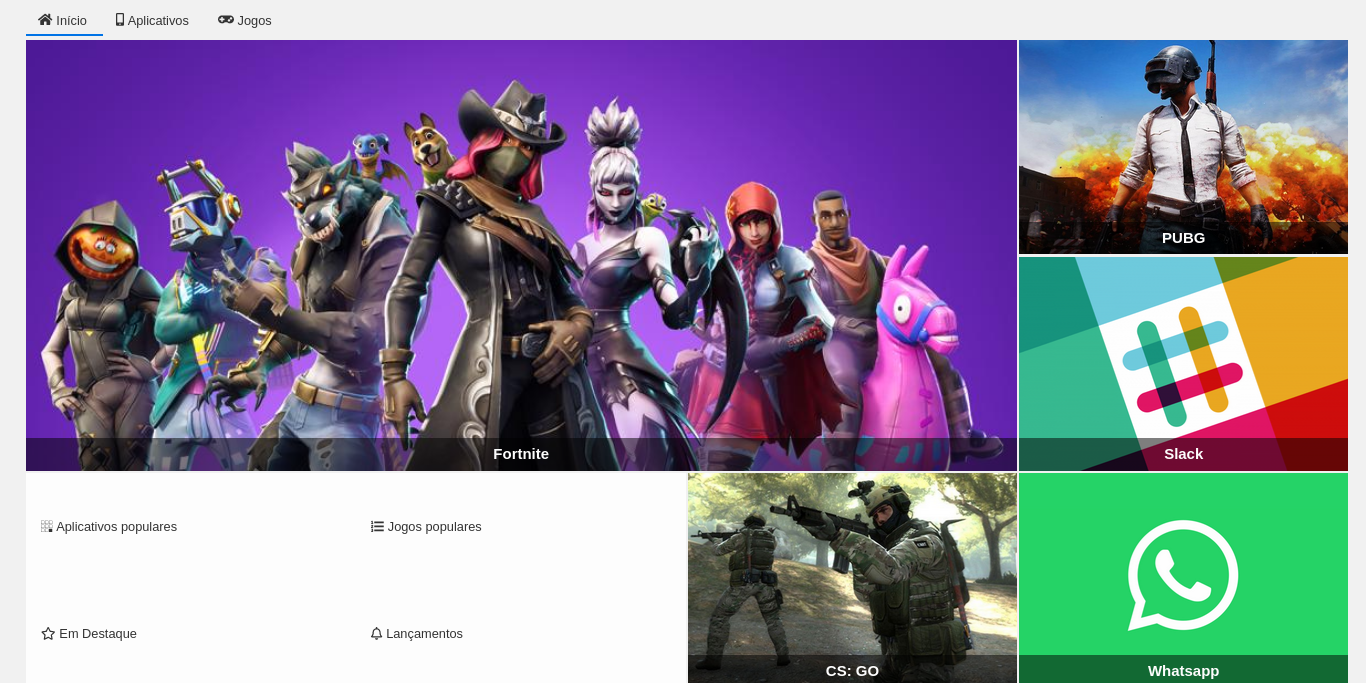 Início
Aplicativos
Jogos
PUBG
Fortnite
Slack
Aplicativos populares
Jogos populares
Em Destaque
Lançamentos
CS: GO
Whatsapp